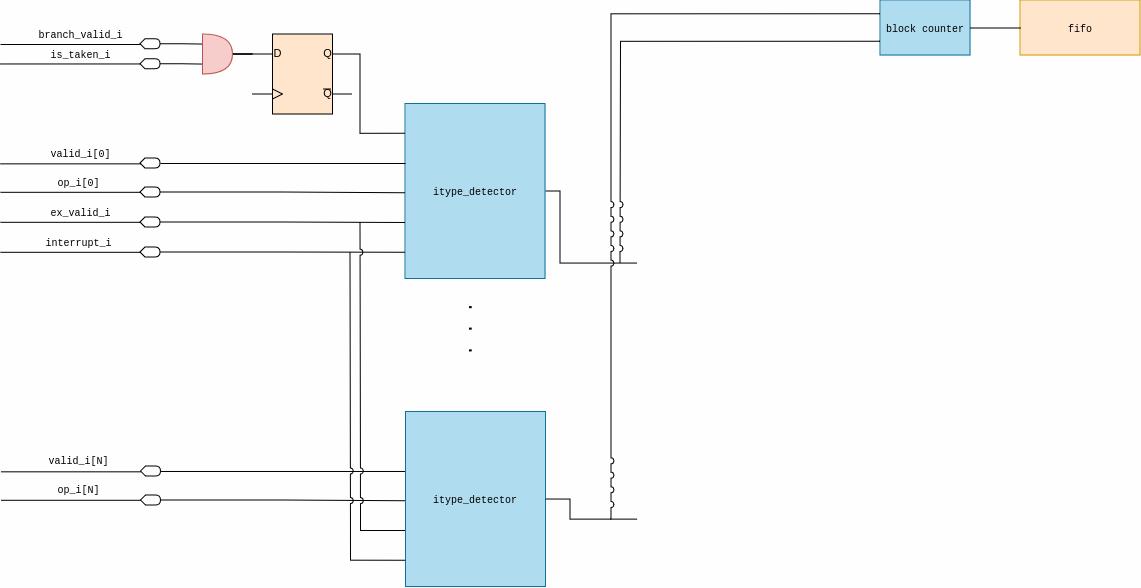 branch_valid_i
is_taken_i
D
Q
Q
block counter
fifo
valid_i[0]
op_i[0]
ex_valid_i
interrupt_i
itype_detector
.
.
.
valid_i[N]
op_i[N]
itype_detector